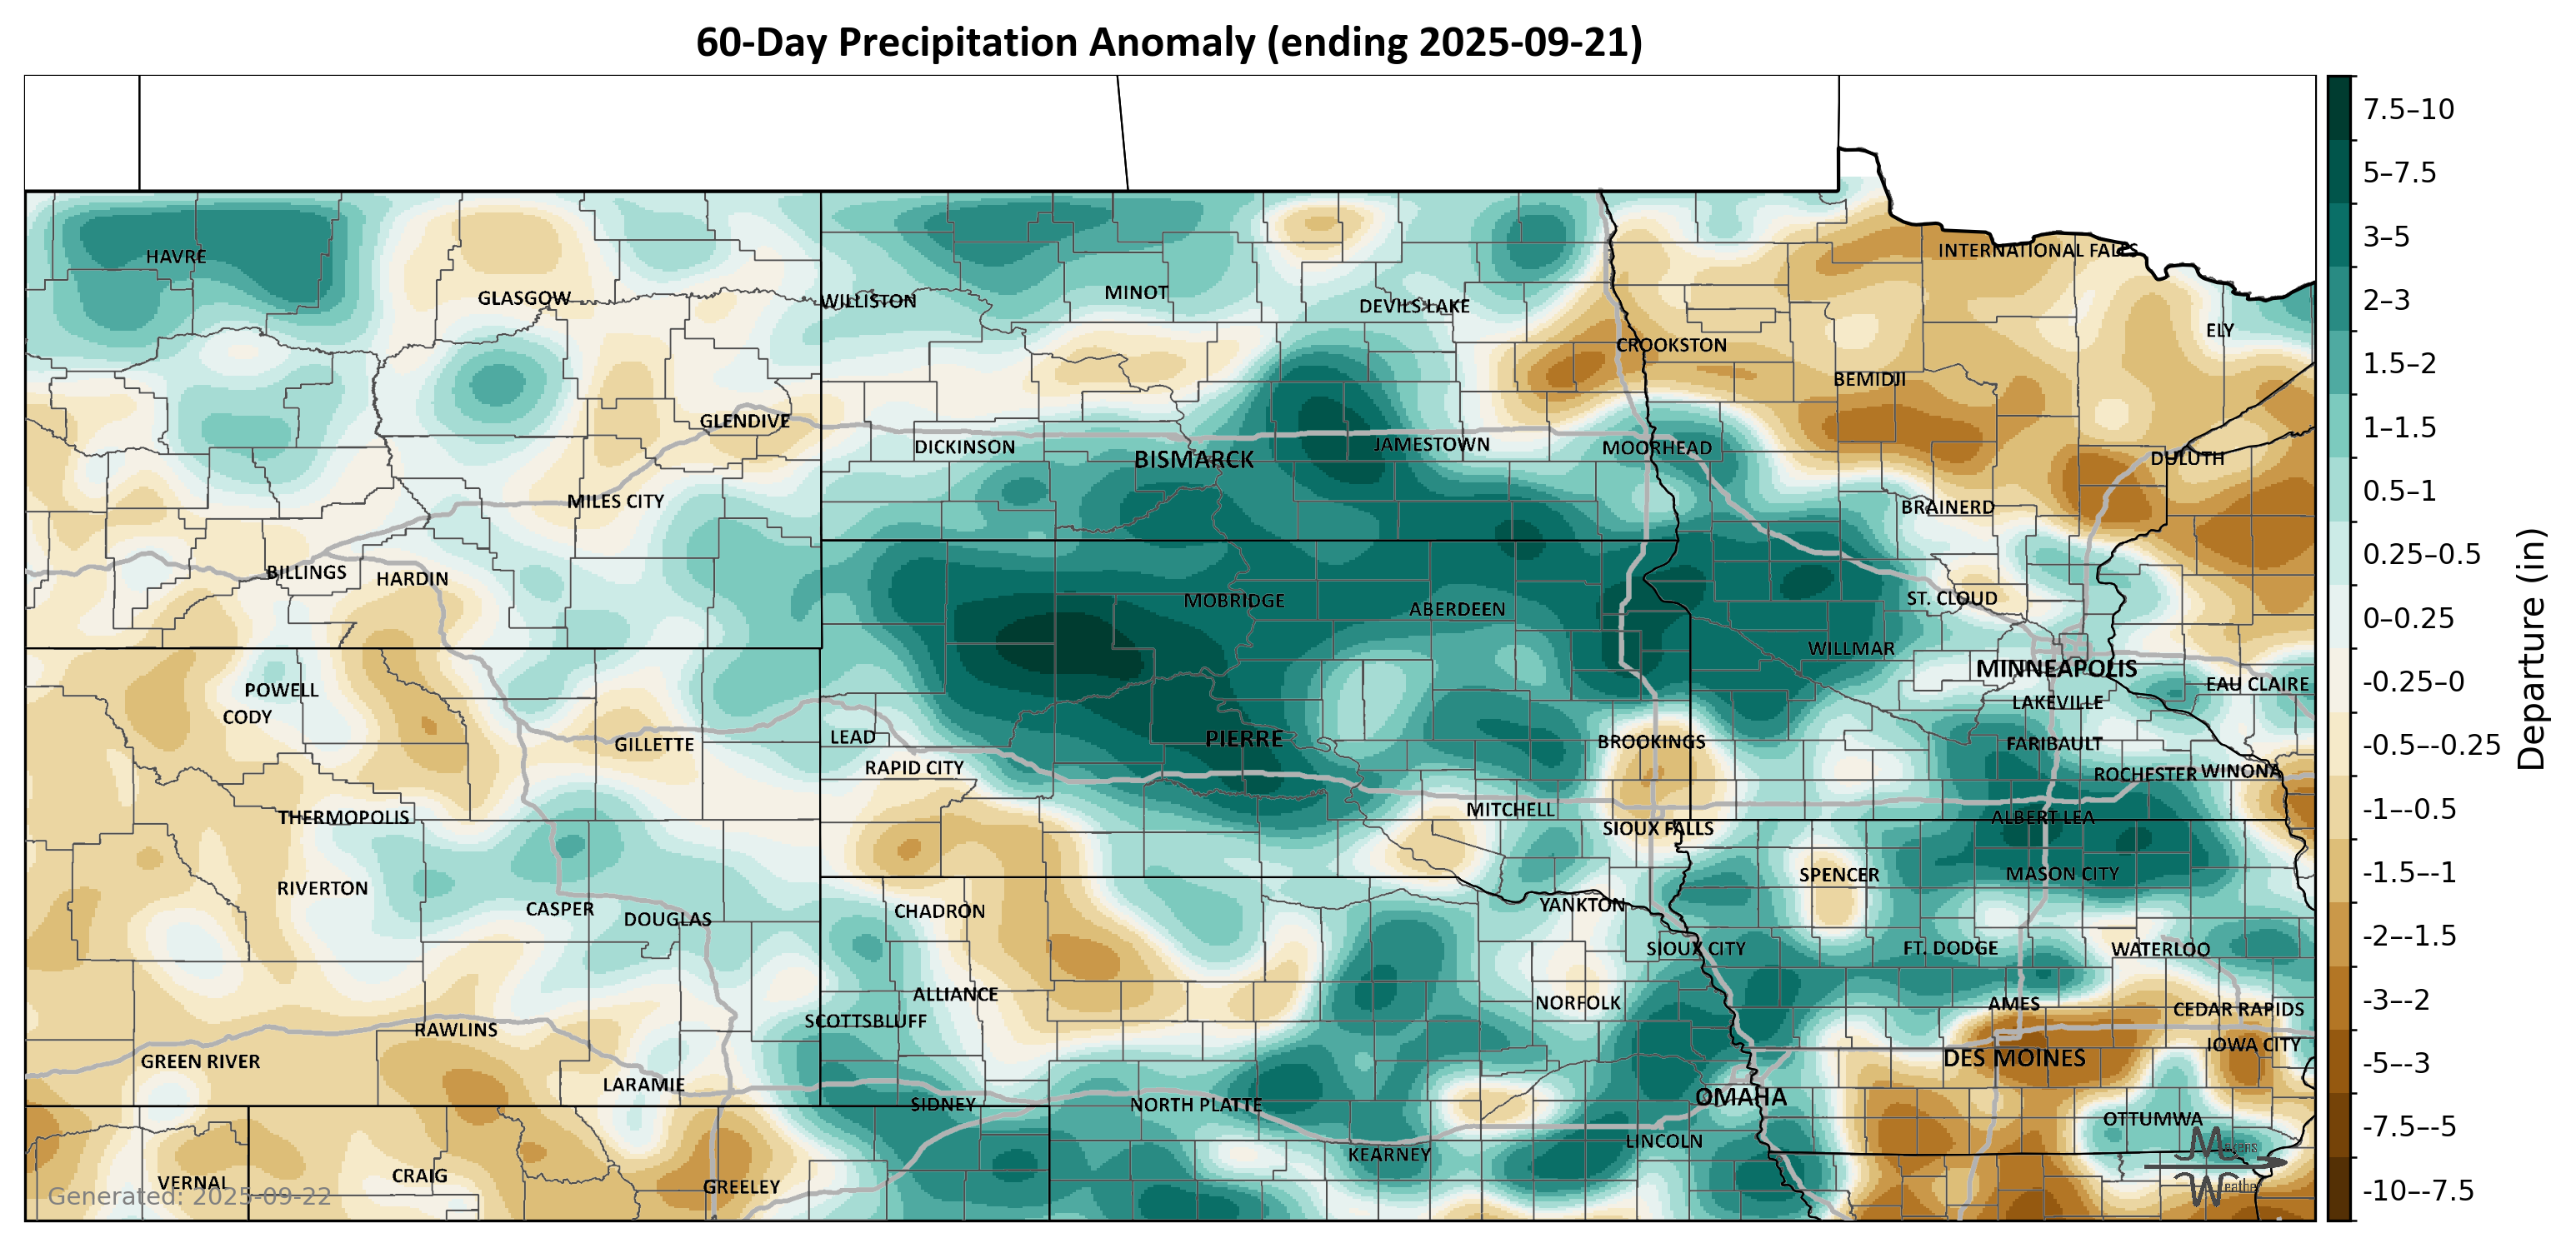 60-Day Precipitation Anomaly (ending 2025-09-21)
7.5–10
5–7.5
3–5
2–3
1.5–2
1–1.5
0.5–1
0.25–0.5
0–0.25
-0.25–0
-0.5–-0.25
-1–-0.5
-1.5–-1
-2–-1.5
-3–-2
-5–-3
-7.5–-5
-10–-7.5
Departure (in)
HAVRE
INTERNATIONAL FALLS
GLASGOW
WILLISTON
MINOT
DEVILS LAKE
ELY
CROOKSTON
BEMIDJI
GLENDIVE
DICKINSON
BISMARCK
JAMESTOWN
MOORHEAD
DULUTH
MILES CITY
BRAINERD
BILLINGS
HARDIN
MOBRIDGE
ABERDEEN
ST. CLOUD
WILLMAR
MINNEAPOLIS
POWELL
EAU CLAIRE
CODY
LAKEVILLE
GILLETTE
LEAD
PIERRE
BROOKINGS
FARIBAULT
RAPID CITY
ROCHESTER
WINONA
THERMOPOLIS
MITCHELL
ALBERT LEA
SIOUX FALLS
RIVERTON
SPENCER
MASON CITY
CASPER
DOUGLAS
CHADRON
YANKTON
SIOUX CITY
FT. DODGE
WATERLOO
ALLIANCE
NORFOLK
AMES
CEDAR RAPIDS
SCOTTSBLUFF
RAWLINS
IOWA CITY
GREEN RIVER
DES MOINES
LARAMIE
SIDNEY
NORTH PLATTE
OMAHA
OTTUMWA
LINCOLN
KEARNEY
VERNAL
CRAIG
GREELEY
Generated: 2025-09-22
Weather